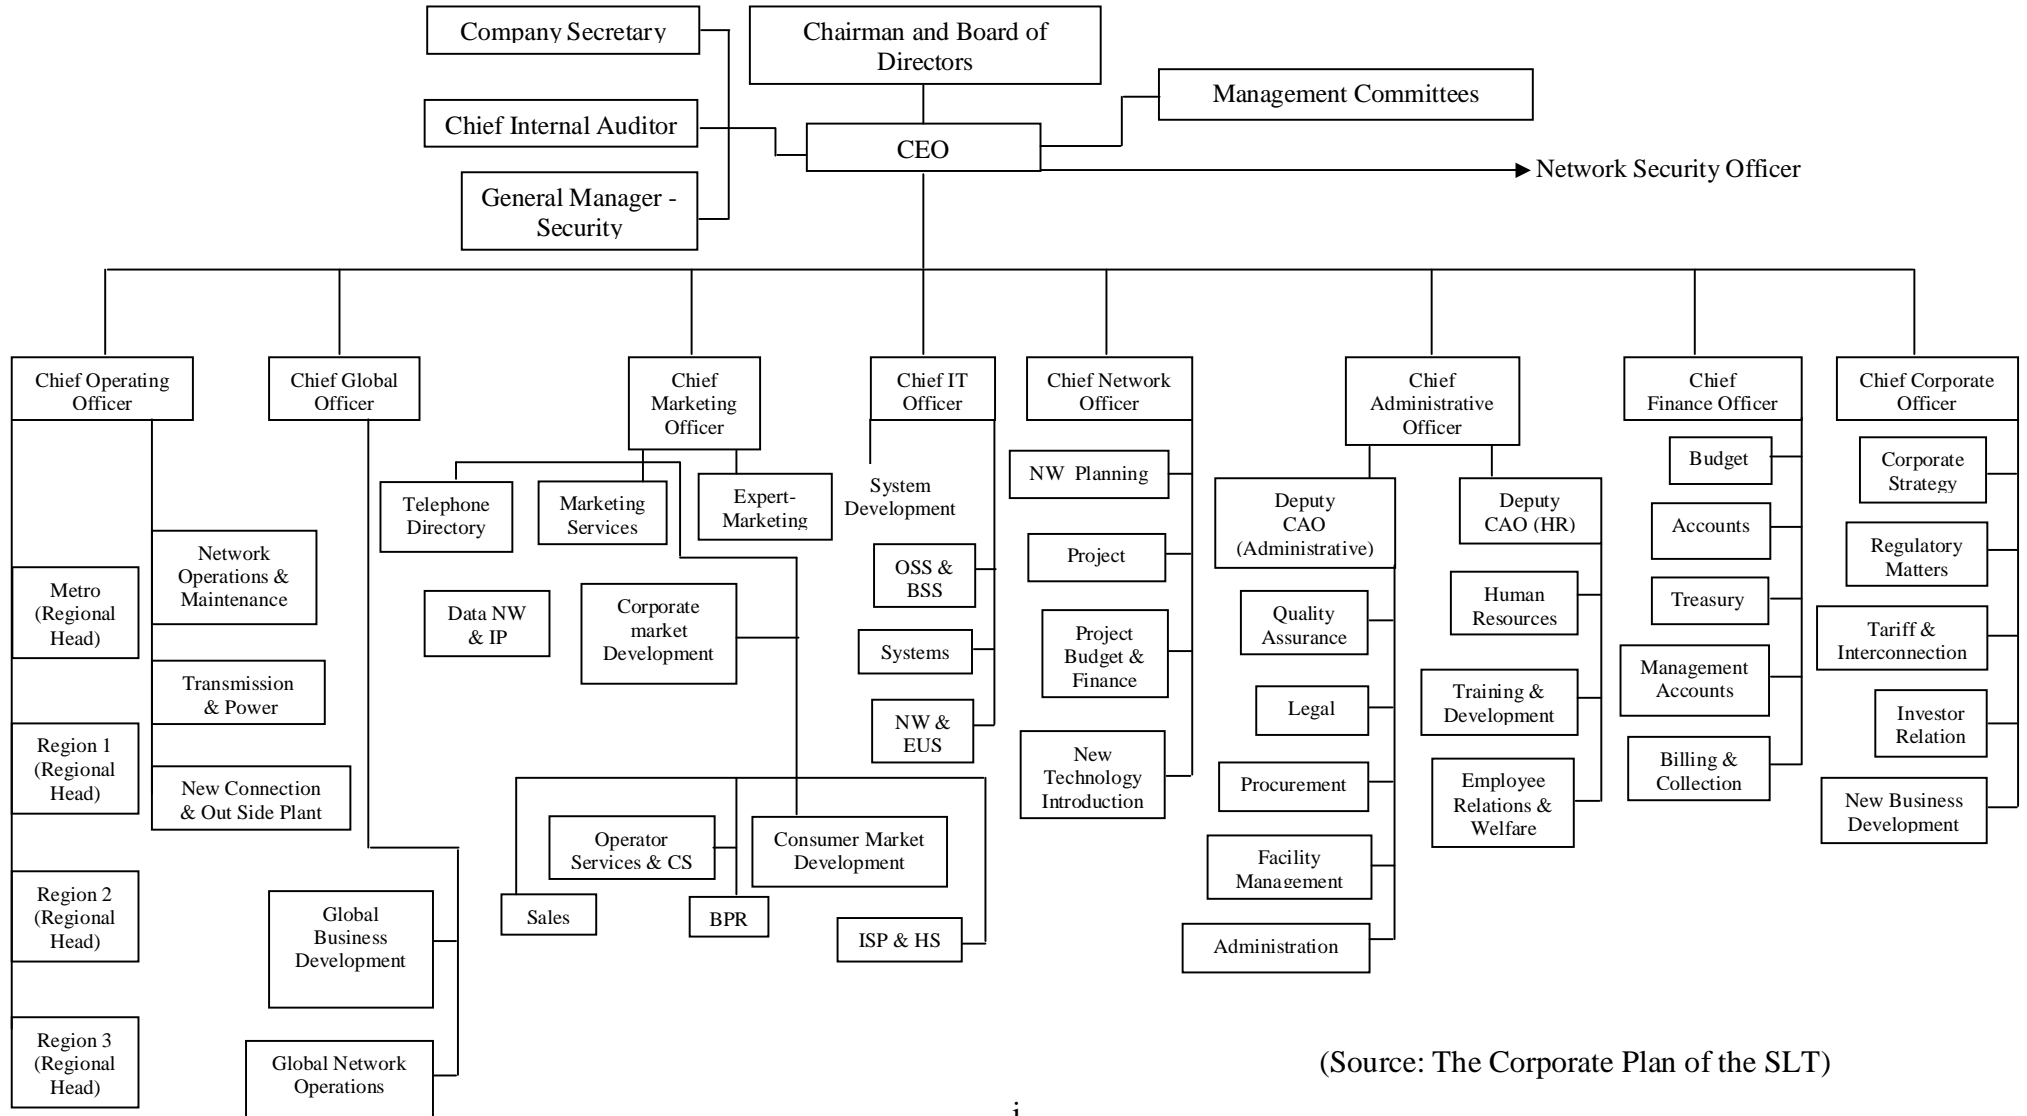 Company Secretary
Chairman and Board of
Directors
Management Committees
Chief Internal Auditor
CEO
Network Security Officer
General Manager -
Security
Chief Operating
Officer
Chief Global
Officer
Chief
Marketing
Officer
Chief IT
Officer
Chief Network
Officer
Chief
Administrative
Officer
Chief
Finance Officer
Chief Corporate
Officer
Metro
(Regional
Head)
Region 1
(Regional
Head)
Region 2
(Regional
Head)
Region 3
(Regional
Head)
Network
Operations &
Maintenance
Transmission
& Power
New Connection
& Out Side Plant
Global
Business
Development
Global Network
Operations
Telephone
Directory
Marketing
Services
Expert-
Marketing
Data NW
& IP
Corporate
market
Development
Operator
Services & CS
Consumer Market
Development
Sales
BPR
ISP & HS
System
Development
OSS &
BSS
Systems
NW &
EUS
NW Planning
Project
Project
Budget &
Finance
New
Technology
Introduction
Deputy
CAO
(Administrative)
Quality
Assurance
Legal
Procurement
Facility
Management
Administration
Deputy
CAO (HR)
Human
Resources
Training &
Development
Employee
Relations &
Welfare
Budget
Accounts
Treasury
Management
Accounts
Billing &
Collection
Corporate
Strategy
Regulatory
Matters
Tariff &
Interconnection
Investor
Relation
New Business
Development
(Source: The Corporate Plan of the SLT)
i